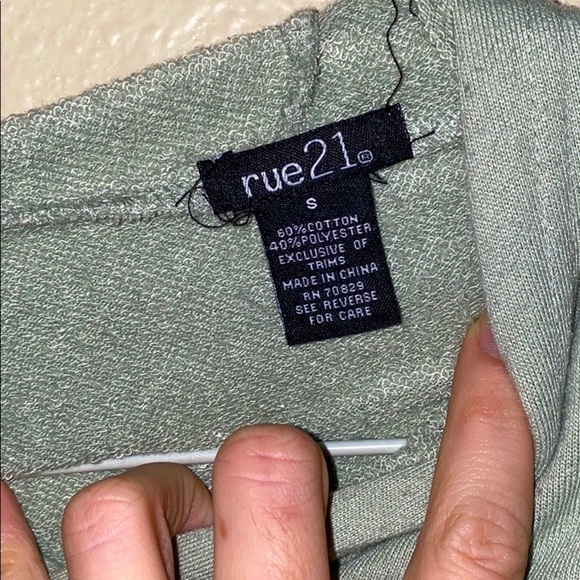 rue21®
S
60%COTTON
40%POLYESTER
EXCLUSIVE OF
TRIMS
MADE IN CHINA
RN 70829
SEE REVERSE
FOR CARE